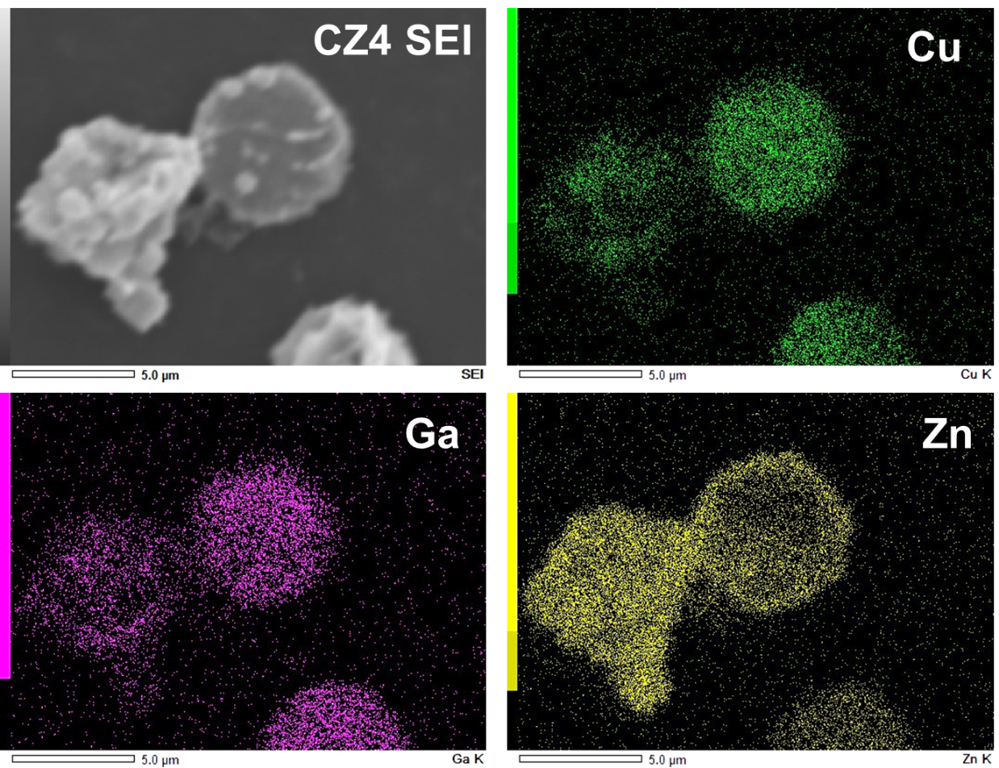 CZ4 SEI
5.0 µm
SEI
Cu
5.0 µm
Cu K
Ga
5.0 µm
Ga K
Zn
5.0 µm
Zn K